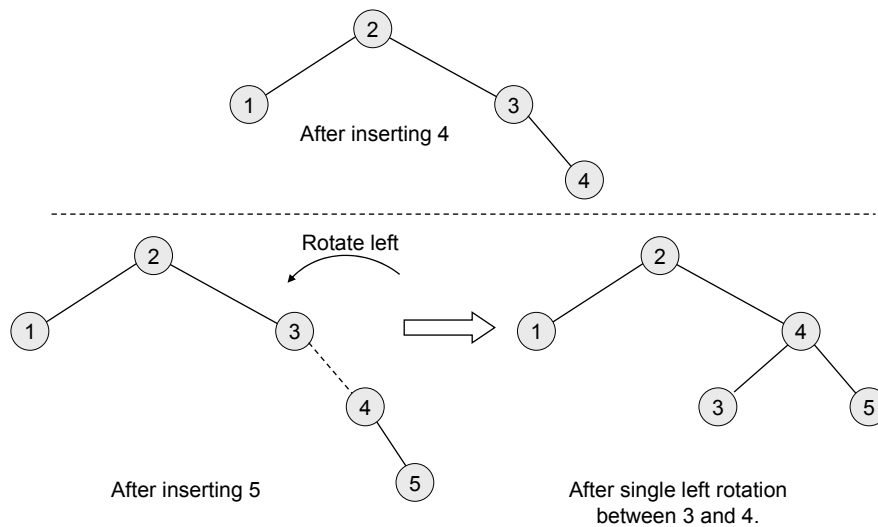 2
1
3
After inserting 4
4
Rotate left
2
2
1
3
1
4
4
3
5
5
After inserting 5
After single left rotation
between 3 and 4.